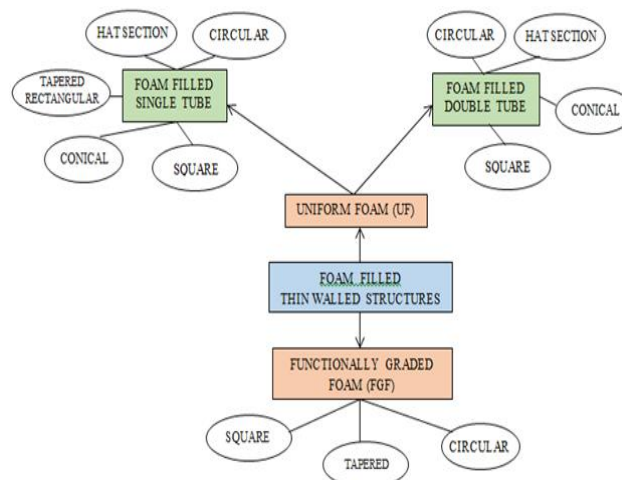 HAT SECTION
CIRCULAR
FOAM FILLED
SINGLE TUBE
TAPERED
RECTANGULAR
CONICAL
SQUARE
CIRCULAR
HAT SECTION
FOAM FILLED
DOUBLE TUBE
CONICAL
SQUARE
UNIFORM FOAM (UF)
FOAM FILLED
THIN WALLED STRUCTURES
FUNCTIONALLY GRADED
FOAM (FGF)
SQUARE
TAPERED
CIRCULAR